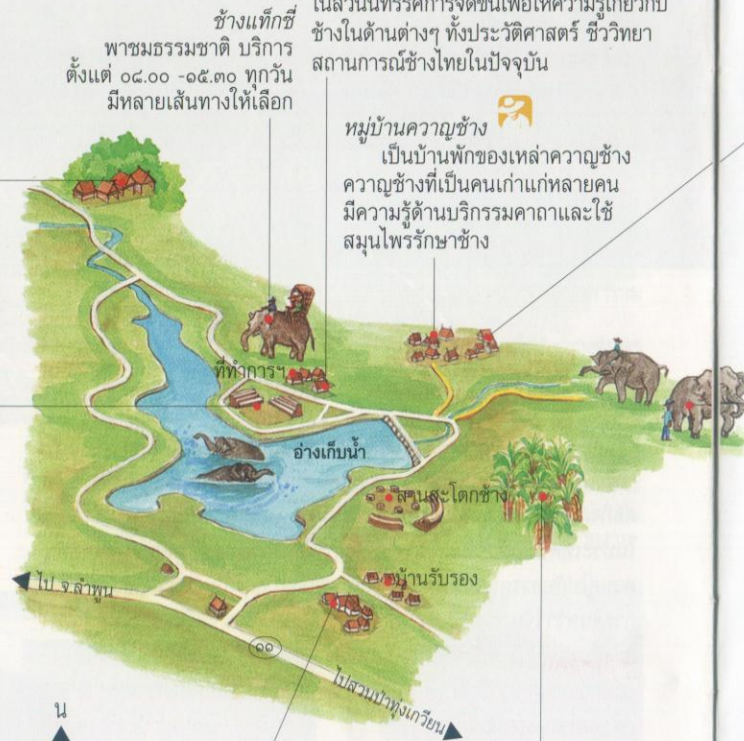 ช้างแท็กซี่
พาชมธรรมชาติ บริการ
ตั้งแต่ ๐๘.๐๐ -๑๕.๓๐ ทุกวัน
มีหลายเส้นทางให้เลือก
ในส่วนนิทรรศการจัดขึ้นเพื่อให้ความรู้เกี่ยวกับ
ช้างในด้านต่างๆ ทั้งประวัติศาสตร์ ชีววิทยา
สถานการณ์ช้างไทยในปัจจุบัน
หมู่บ้านควาญช้าง
เป็นบ้านพักของเหล่าควาญช้าง
ควาญช้างที่เป็นคนเก่าแก่หลายคน
มีความรู้ด้านบริกรรมคาถาและใช้
สมุนไพรรักษาช้าง
ที่ทำการฯ
อ่างเก็บน้ำ
ลานสะโตกช้าง
บ้านรับรอง
ไป จ.ลำพูน
๑๑
ไปสวนป่าทุ่งเกวียน
น